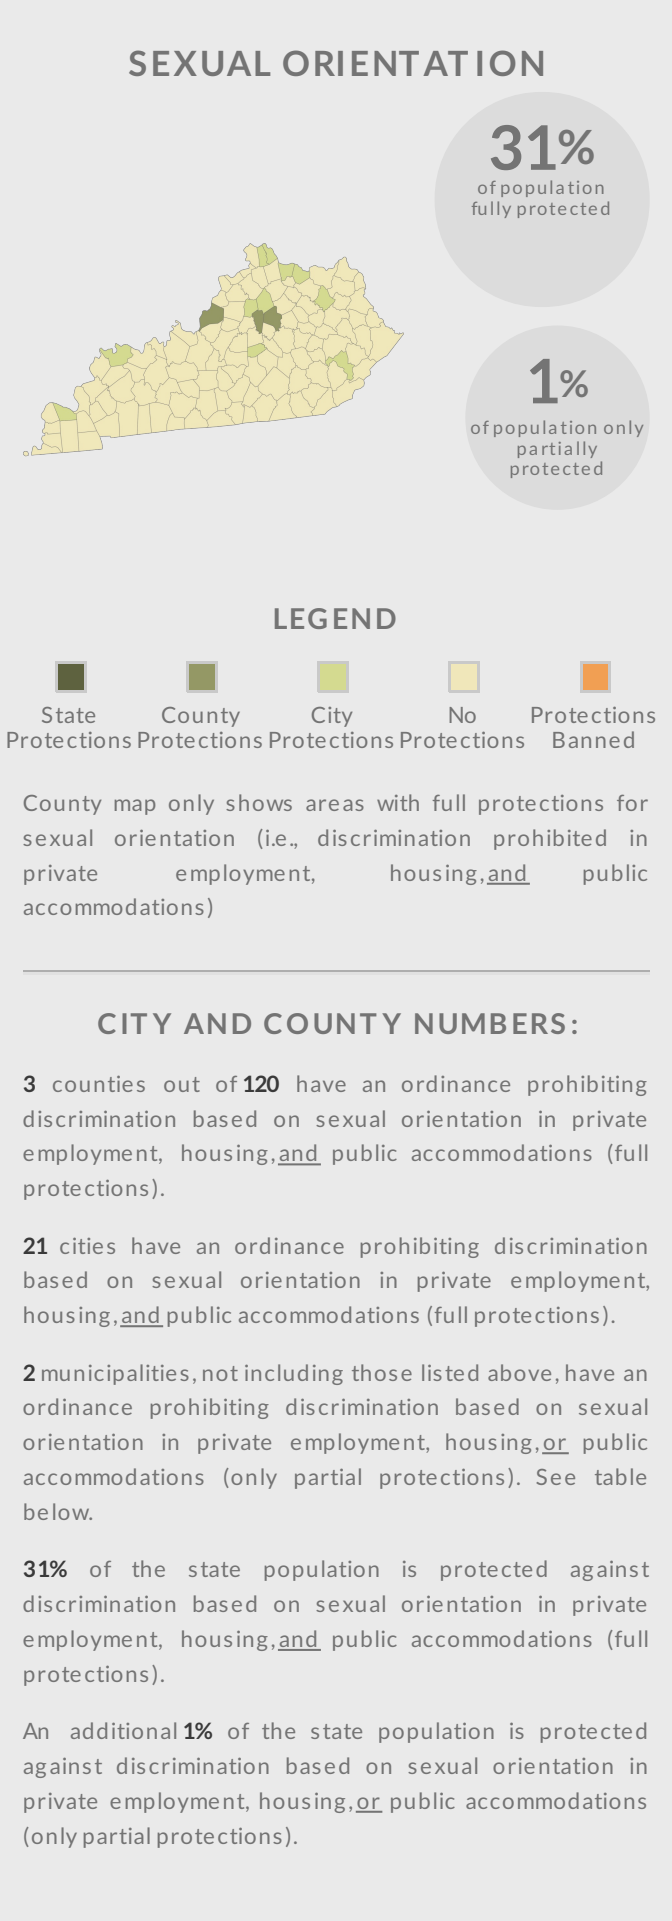 SEXUAL ORIENTATION
31%
of population
fully protected
1%
of population only
partially
protected
LEGEND
State
Protections
County
Protections
City
Protections
No
Protections
Protections
Banned
County map only shows areas with full protections for
sexual orientation (i.e., discrimination prohibited in
private employment, housing, and public
accommodations)
CITY AND COUNTY NUMBERS:
3 counties out of 120 have an ordinance prohibiting
discrimination based on sexual orientation in private
employment, housing, and public accommodations (full
protections).
21 cities have an ordinance prohibiting discrimination
based on sexual orientation in private employment,
housing, and public accommodations (full protections).
2 municipalities, not including those listed above, have an
ordinance prohibiting discrimination based on sexual
orientation in private employment, housing, or public
accommodations (only partial protections). See table
below.
31% of the state population is protected against
discrimination based on sexual orientation in private
employment, housing, and public accommodations (full
protections).
An additional 1% of the state population is protected
against discrimination based on sexual orientation in
private employment, housing, or public accommodations
(only partial protections).